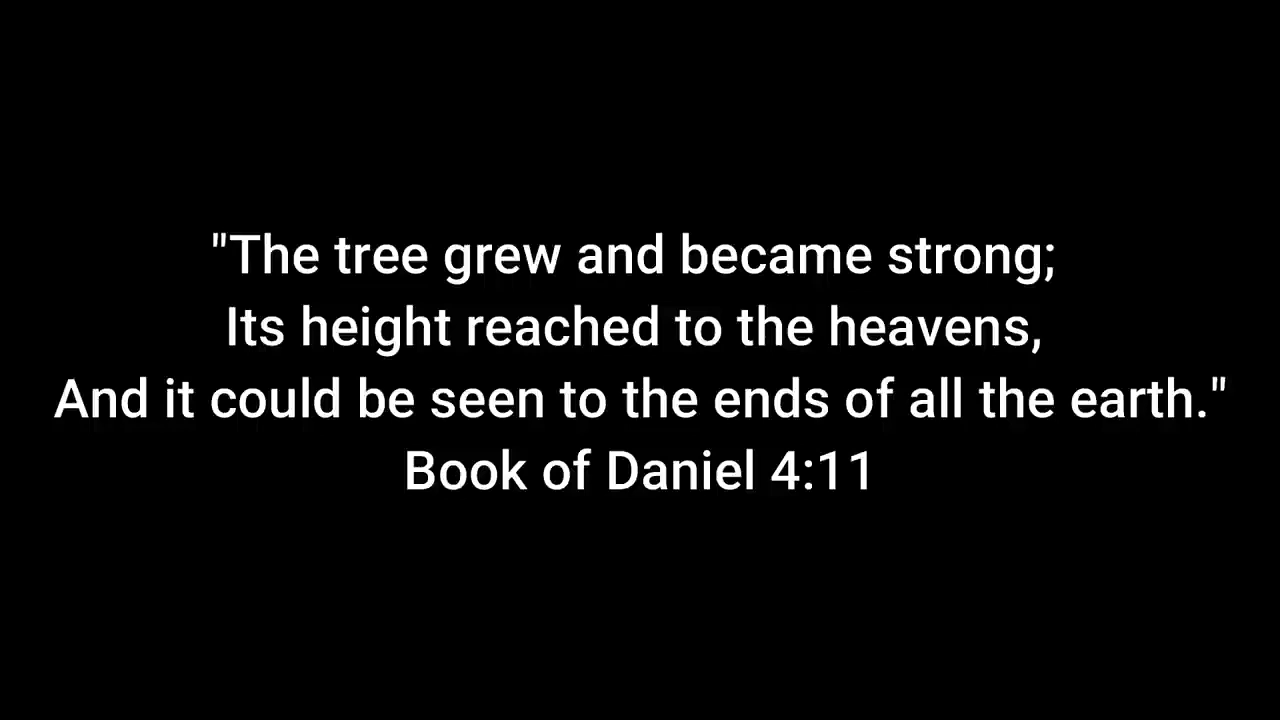 "The tree grew and became strong;
Its height reached to the heavens,
And it could be seen to the ends of all the earth."
Book of Daniel 4:11